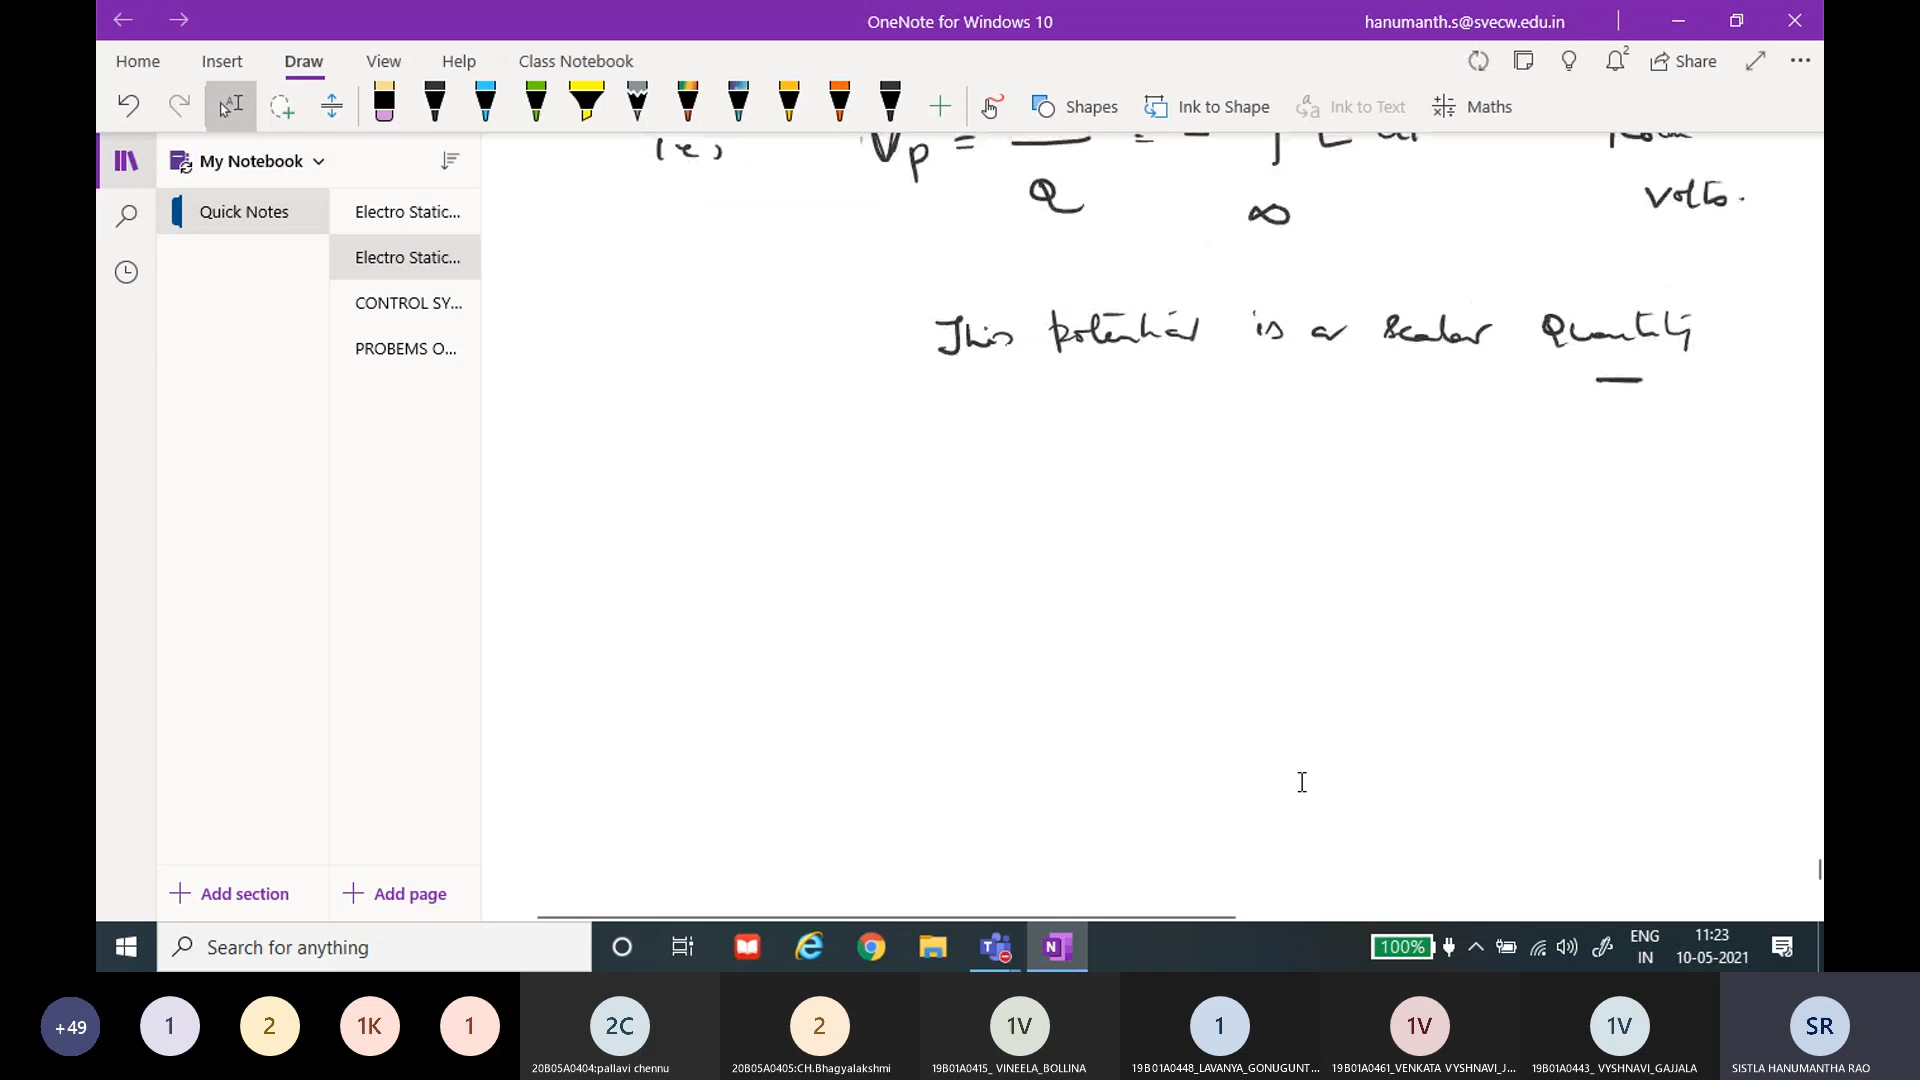 OneNote for Windows 10
hanumanth.s@svecw.edu.in
Home Insert Draw View Help Class Notebook
2
Share
Shapes Ink to Shape Ink to Text Maths
My Notebook
Quick Notes
Electro Static...
Electro Static...
CONTROL SY...
PROBEMS O...
ie, Vp = = -
Q ∞ volts.
This potential is a scalar Quantity
Add section Add page
Search for anything
100% ENG 11:23
IN 10-05-2021
+49 1 2 1K 1 2C 2 1V 1 1V 1V SR
20B05A0404:pallavi chennu
20B05A0405:CH.Bhagyalakshmi
19B01A0415_ VINEELA_BOLLINA
19B01A0448_LAVANYA_GONUGUNT...
19B01A0461_VENKATA VYSHNAVI_J...
19B01A0443_ VYSHNAVI_GAJJALA
SISTLA HANUMANTHA RAO